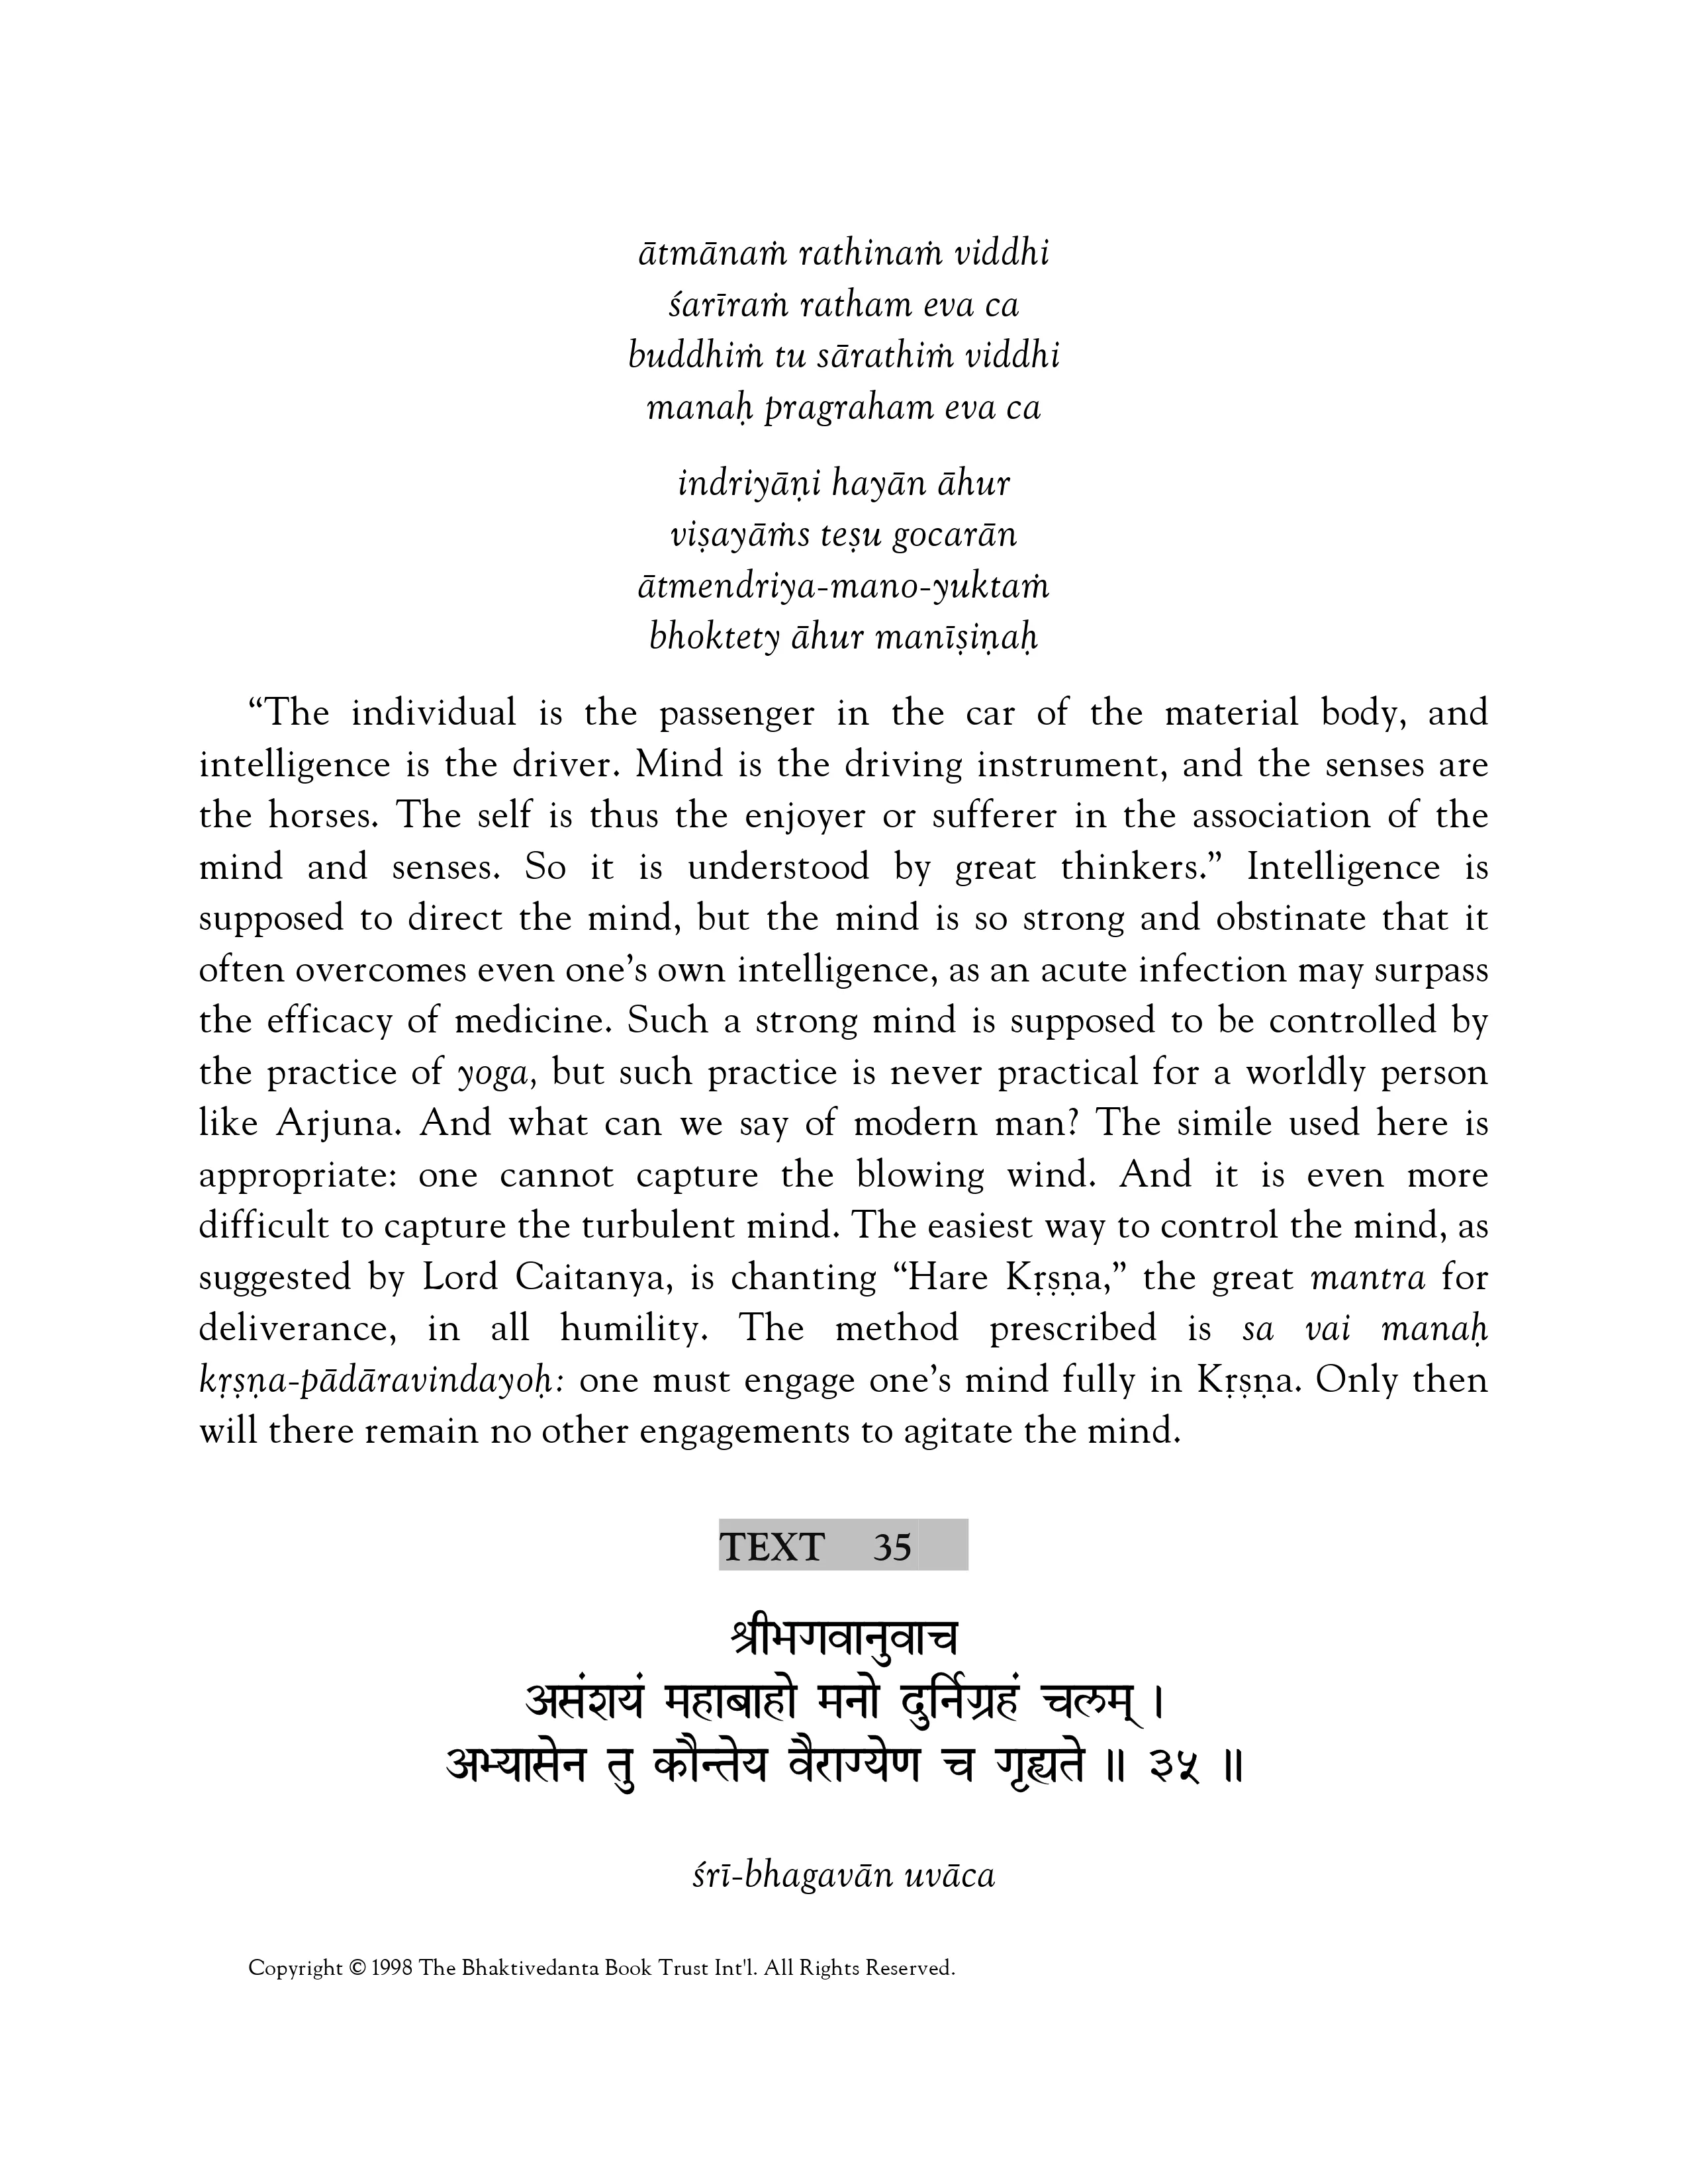 ātmānaṁ rathinaṁ viddhi
śarīraṁ ratham eva ca
buddhiṁ tu sārathiṁ viddhi
manaḥ pragraham eva ca
indriyāṇi hayān āhur
viṣayāṁs teṣu gocarān
ātmendriya-mano-yuktaṁ
bhoktety āhur manīṣiṇaḥ
“The individual is the passenger in the car of the material body, and
intelligence is the driver. Mind is the driving instrument, and the senses are
the horses. The self is thus the enjoyer or sufferer in the association of the
mind and senses. So it is understood by great thinkers.” Intelligence is
supposed to direct the mind, but the mind is so strong and obstinate that it
often overcomes even one’s own intelligence, as an acute infection may surpass
the efficacy of medicine. Such a strong mind is supposed to be controlled by
the practice of yoga, but such practice is never practical for a worldly person
like Arjuna. And what can we say of modern man? The simile used here is
appropriate: one cannot capture the blowing wind. And it is even more
difficult to capture the turbulent mind. The easiest way to control the mind, as
suggested by Lord Caitanya, is chanting “Hare Kṛṣṇa,” the great mantra for
deliverance, in all humility. The method prescribed is sa vai manaḥ
kṛṣṇa-pādāravindayoḥ: one must engage one’s mind fully in Kṛṣṇa. Only then
will there remain no other engagements to agitate the mind.
TEXT 35
श्रीभगवानुवाच
असंशयं महाबाहो मनो दुर्निग्रहं चलम् ।
अभ्यासेन तु कौन्तेय वैराग्येण च गृह्यते ॥ ३५ ॥
śrī-bhagavān uvāca
Copyright © 1998 The Bhaktivedanta Book Trust Int'l. All Rights Reserved.